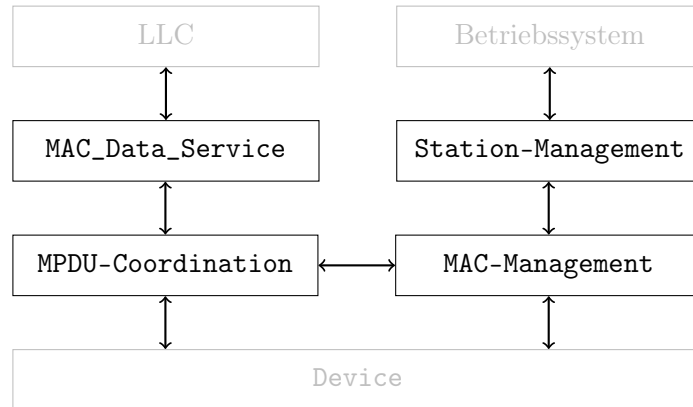 LLC
Betriebssystem
MAC_Data_Service
Station-Management
MPDU-Coordination
MAC-Management
Device